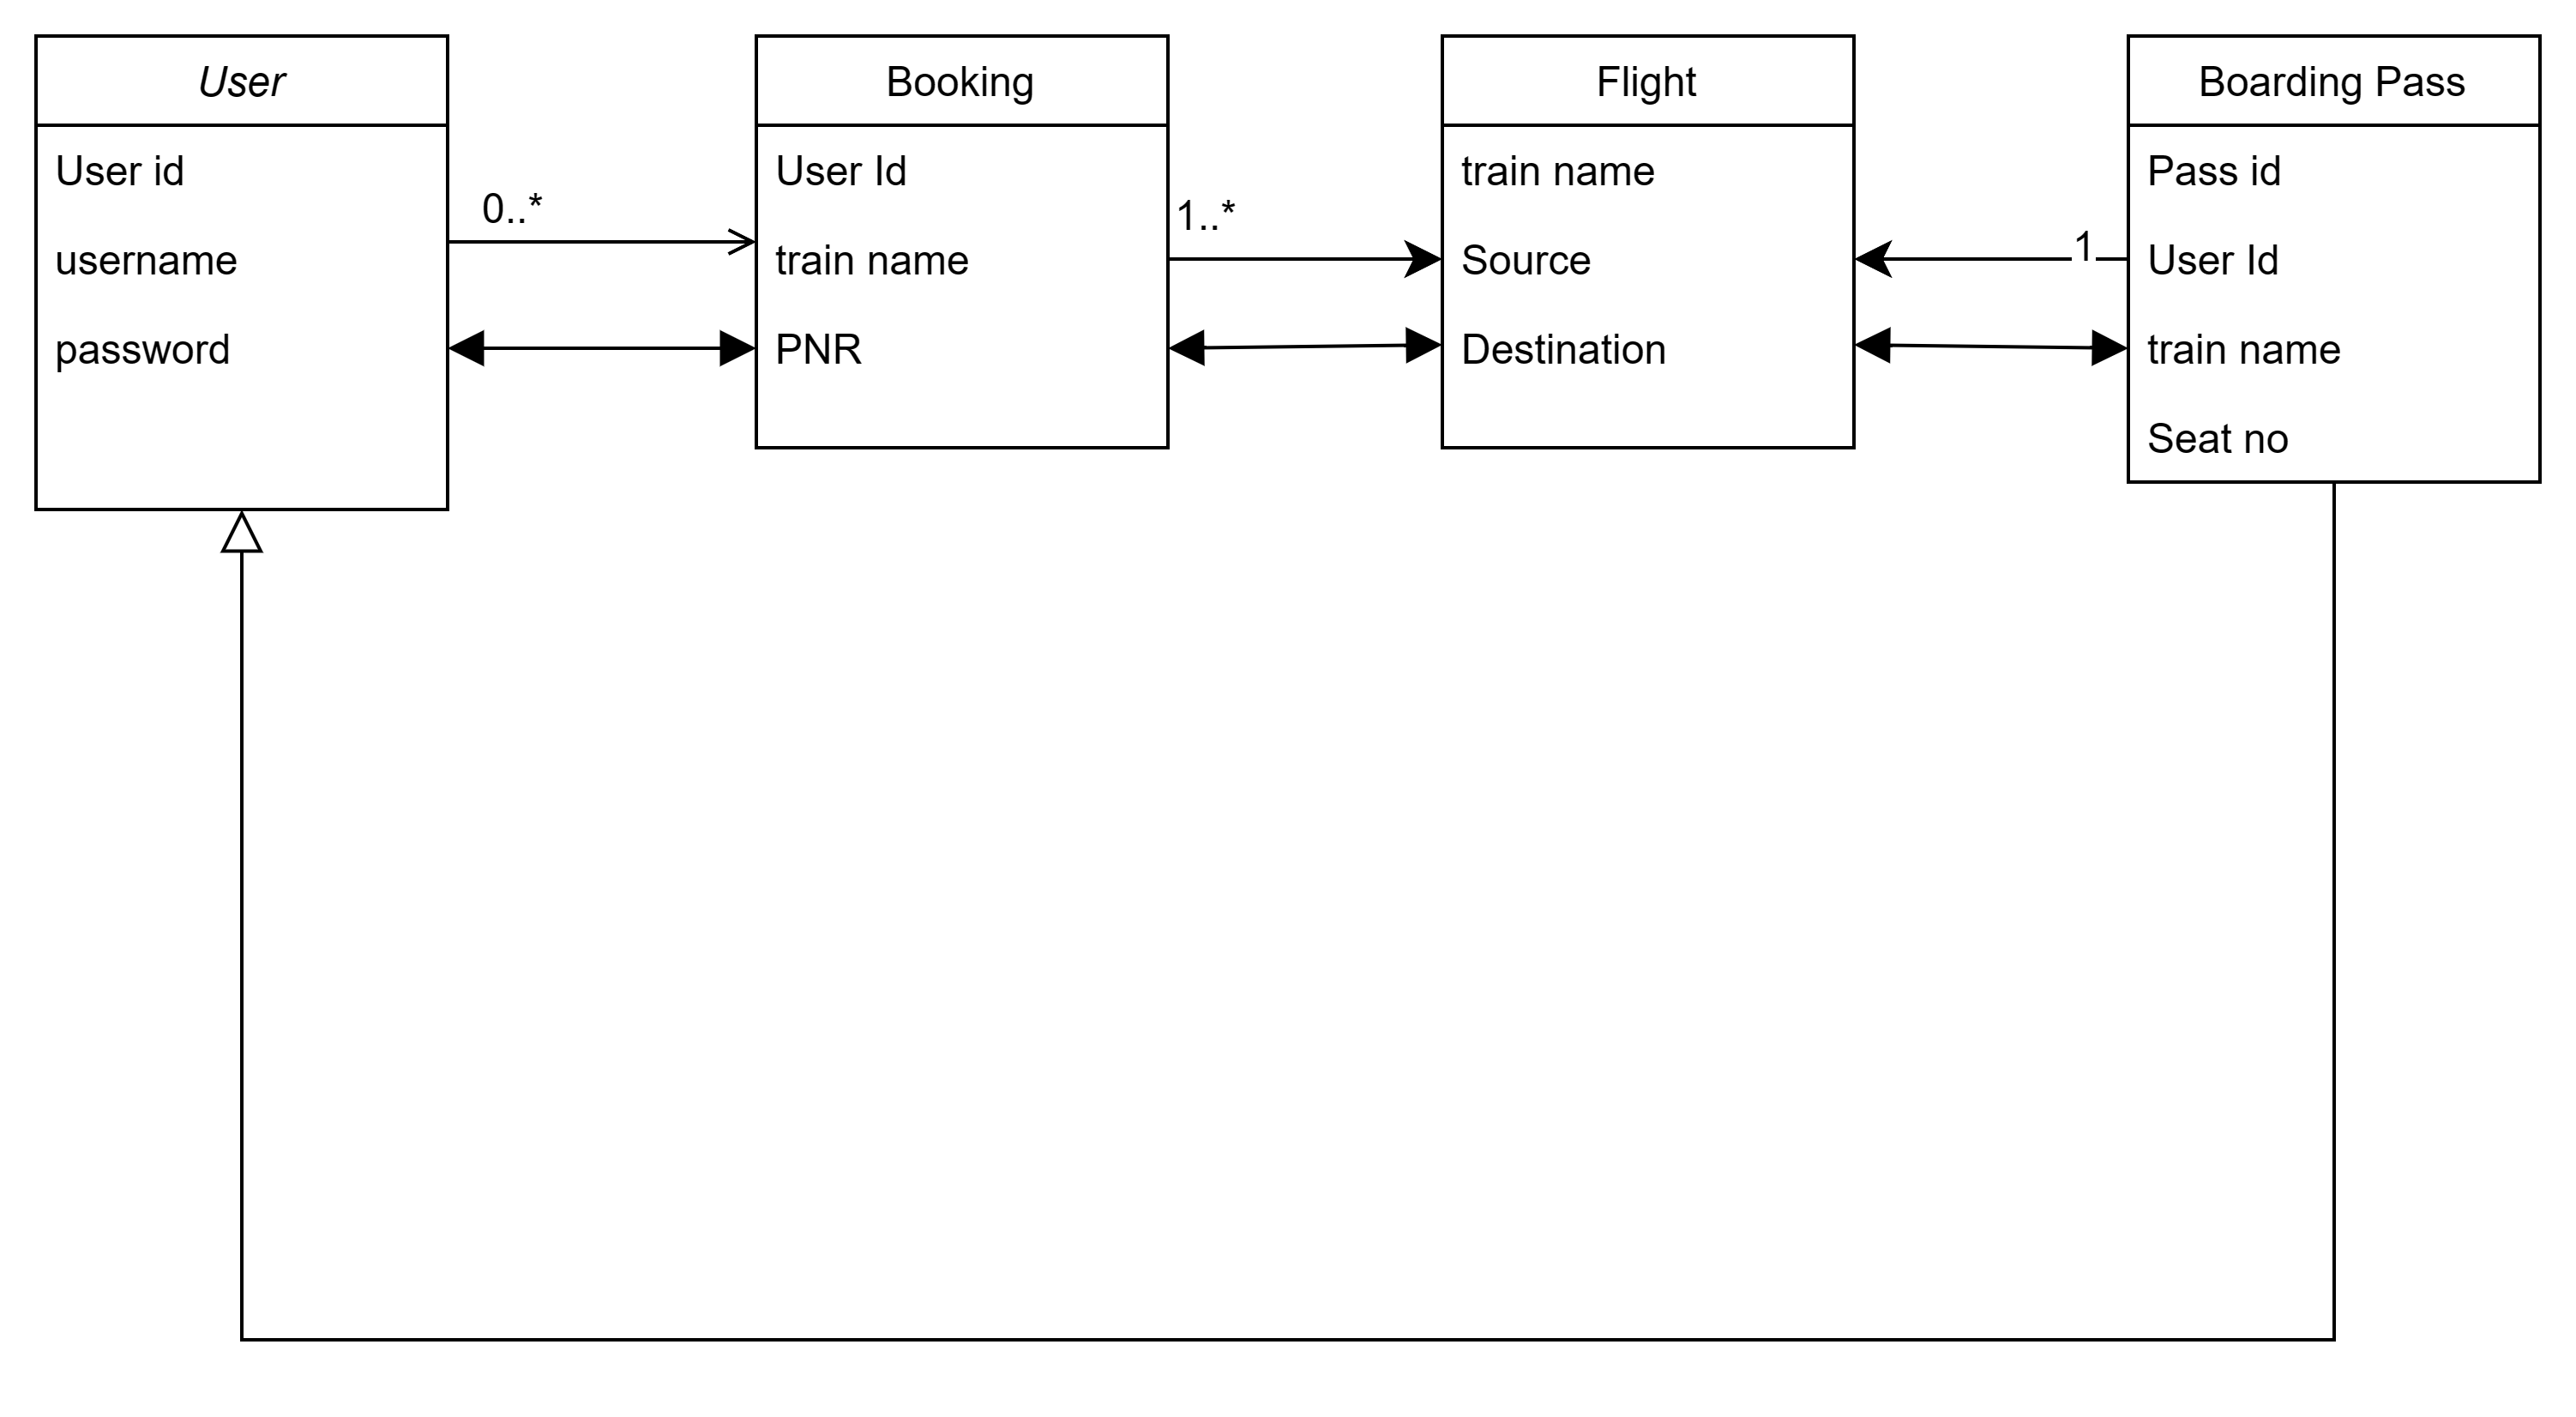 User
User id
username
password
0..*
Booking
User Id
train name
PNR
1..*
Flight
train name
Source
Destination
1
Boarding Pass
Pass id
User Id
train name
Seat no